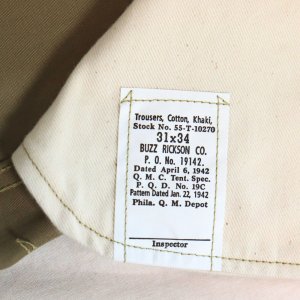 Trousers, Cotton, Khaki,
Stock No. 55-T-10270
31x34
BUZZ RICKSON CO.
P. O. No. 19142.
Dated April 6, 1942
Q. M. C. Tent. Spec.
P. Q. D. No. 19C
Pattern Dated Jan. 22, 1942
Phila. Q. M. Depot
Inspector